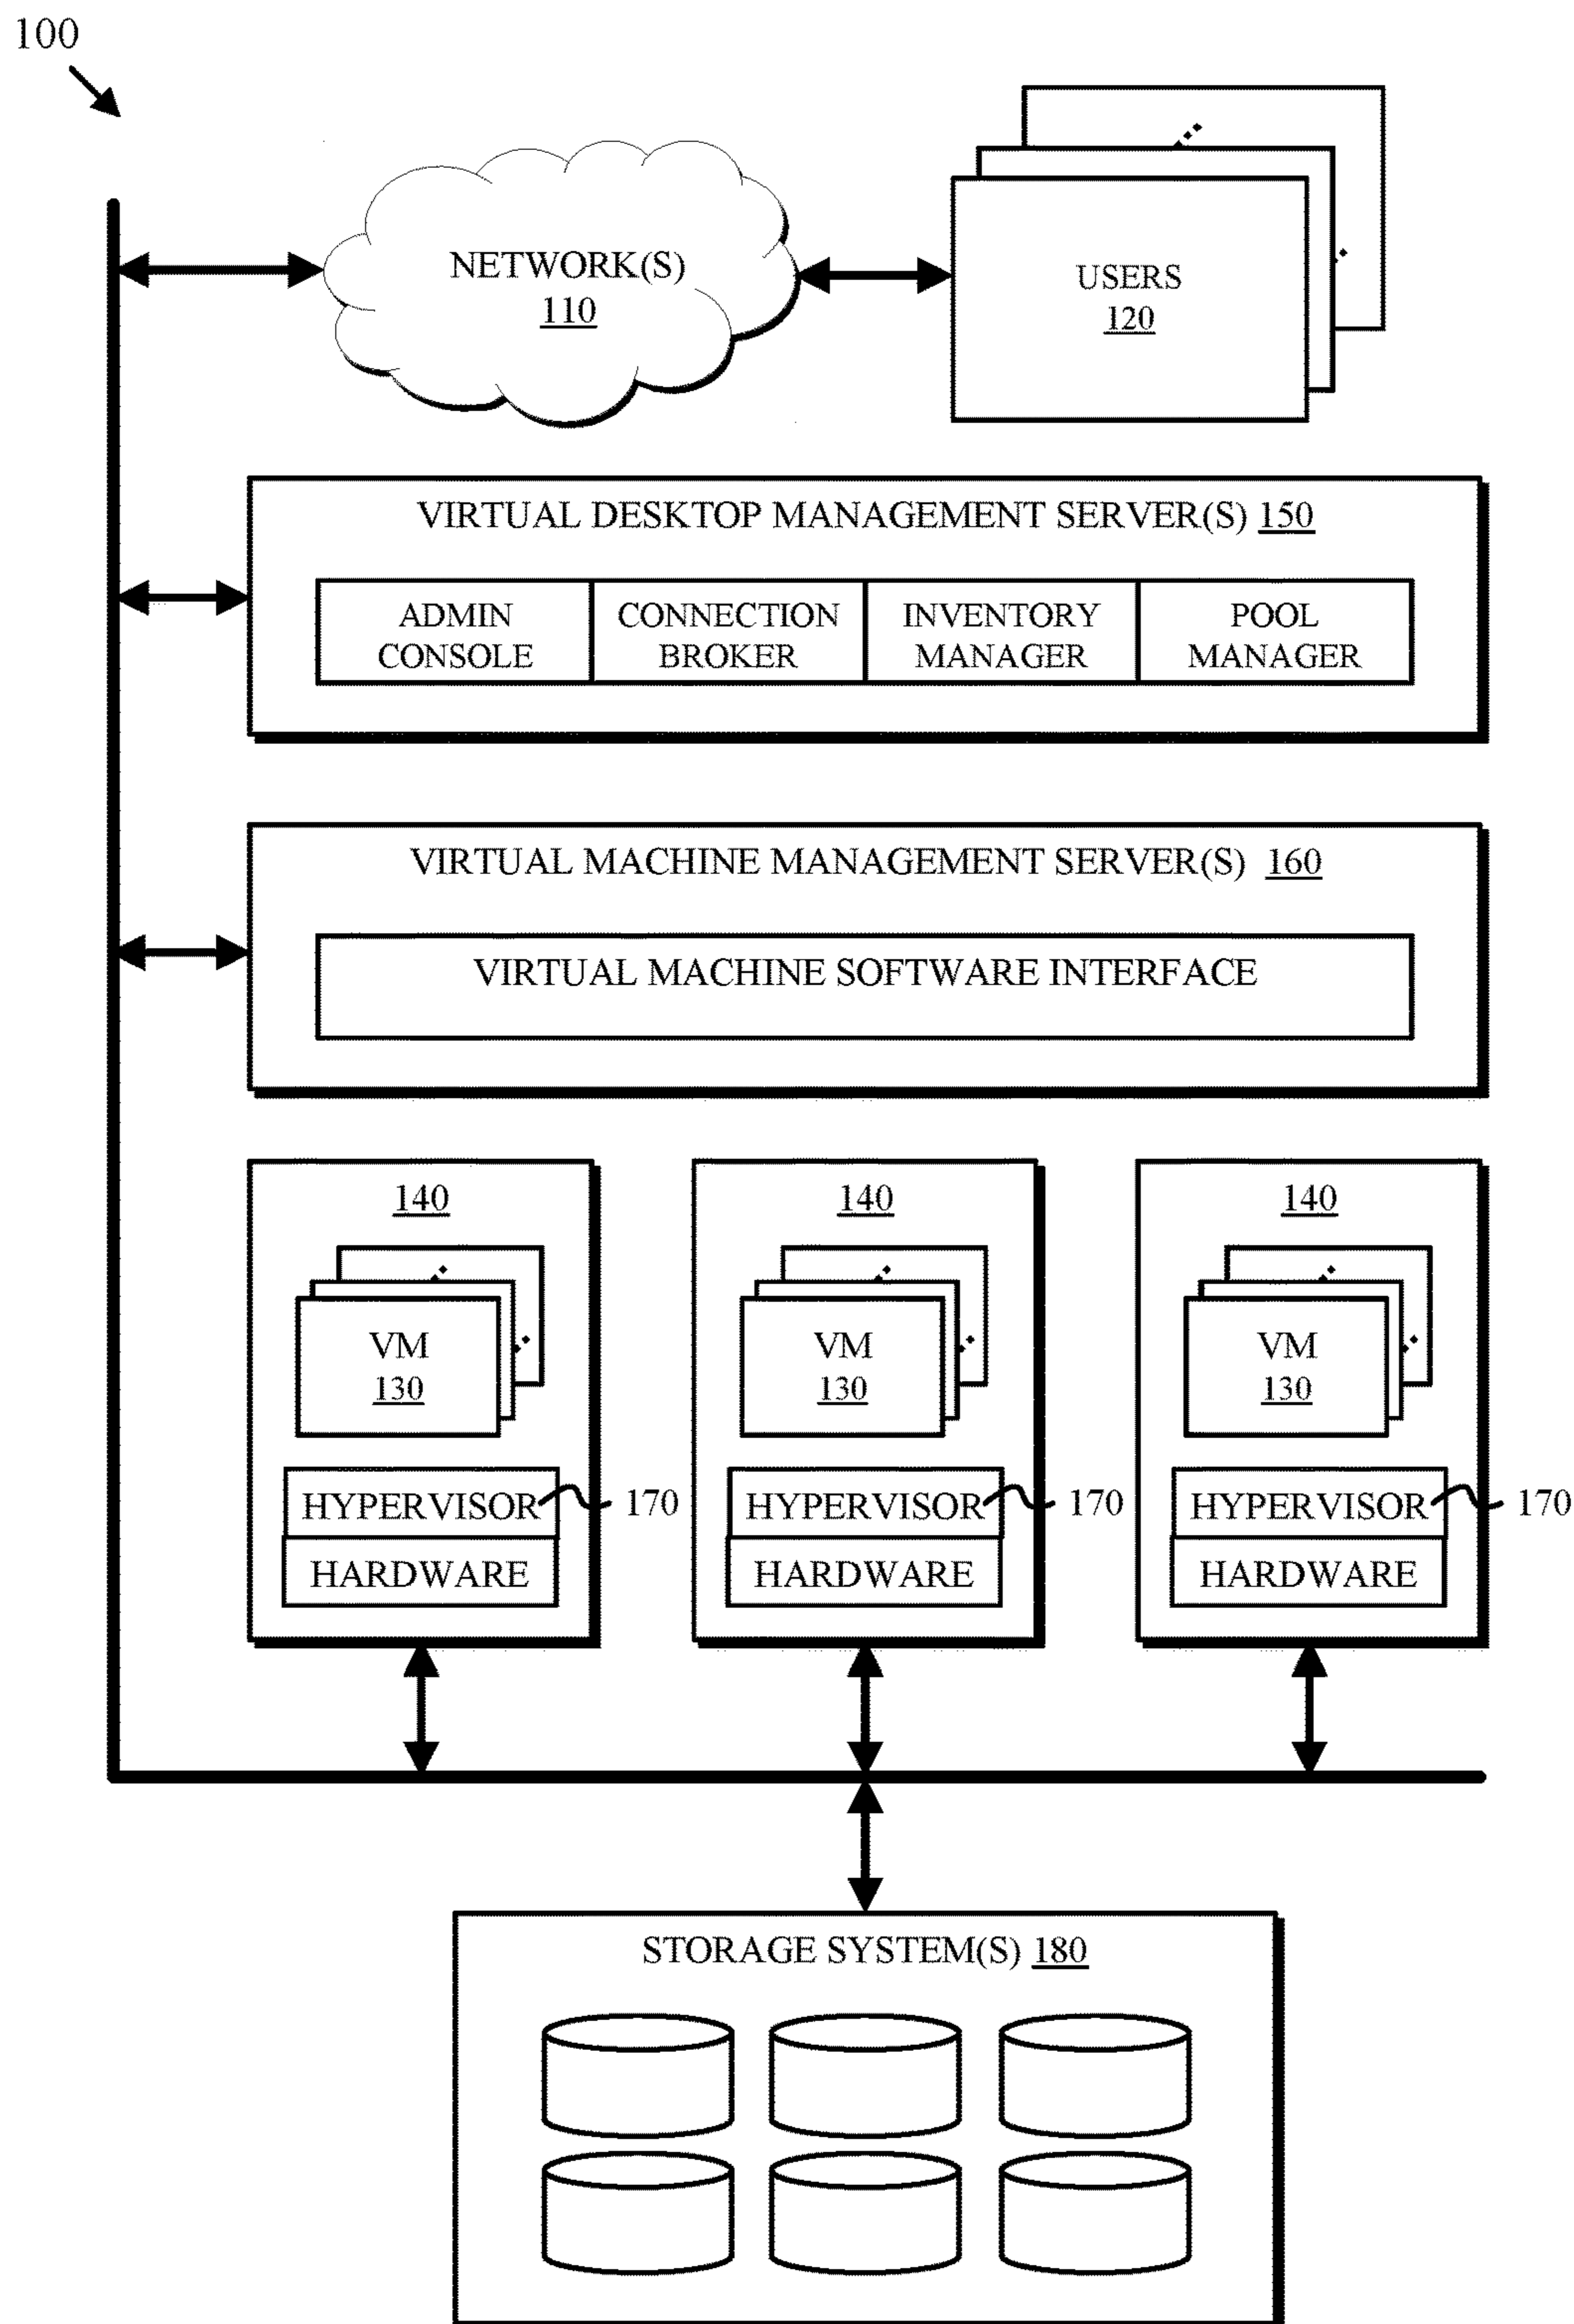 100
NETWORK(S)
110
USERS
120
VIRTUAL DESKTOP MANAGEMENT SERVER(S) 150
ADMIN
CONSOLE
CONNECTION
BROKER
INVENTORY
MANAGER
POOL
MANAGER
VIRTUAL MACHINE MANAGEMENT SERVER(S) 160
VIRTUAL MACHINE SOFTWARE INTERFACE
140
VM
130
HYPERVISOR
170
HARDWARE
140
VM
130
HYPERVISOR
170
HARDWARE
140
VM
130
HYPERVISOR
170
HARDWARE
STORAGE SYSTEM(S) 180